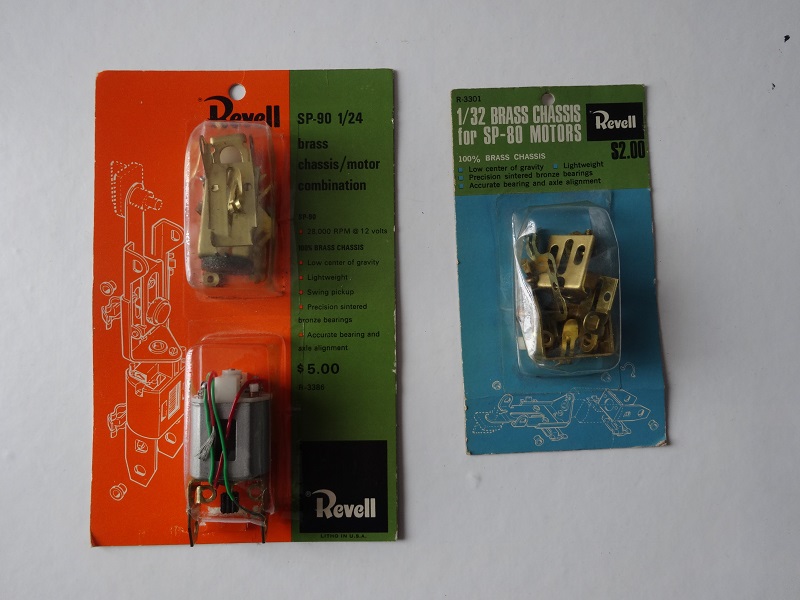 Revell
SP-90 1/24
brass
chassis/motor
combination
SP-90
28,000 RPM @ 12 volts
100% BRASS CHASSIS
Low center of gravity
Lightweight
Swing pickup
Precision sintered
bronze bearings
Accurate bearing and
axle alignment
$5.00
Revell
R-3301
1/32 BRASS CHASSIS
for SP-80 MOTORS
Revell
$2.00
100% BRASS CHASSIS
Low center of gravity Lightweight
Precision sintered bronze bearings
Accurate bearing and axle alignment